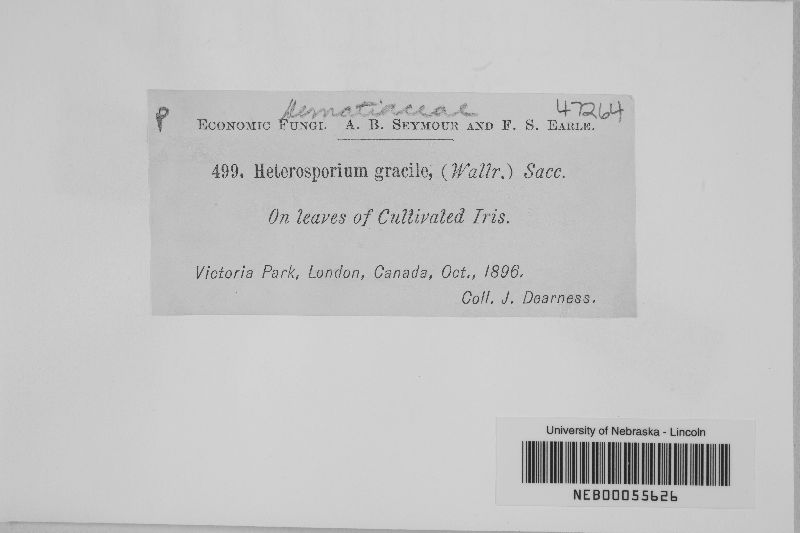 P Dematiaceae 47264
Economic Fungi. A. B. Seymour and F. S. Earle.
499. Heterosporium gracile, (Wallr.) Sacc.
On leaves of Cultivated Iris.
Victoria Park, London, Canada, Oct., 1896.
Coll. J. Dearness.
University of Nebraska - Lincoln
NEB00055626